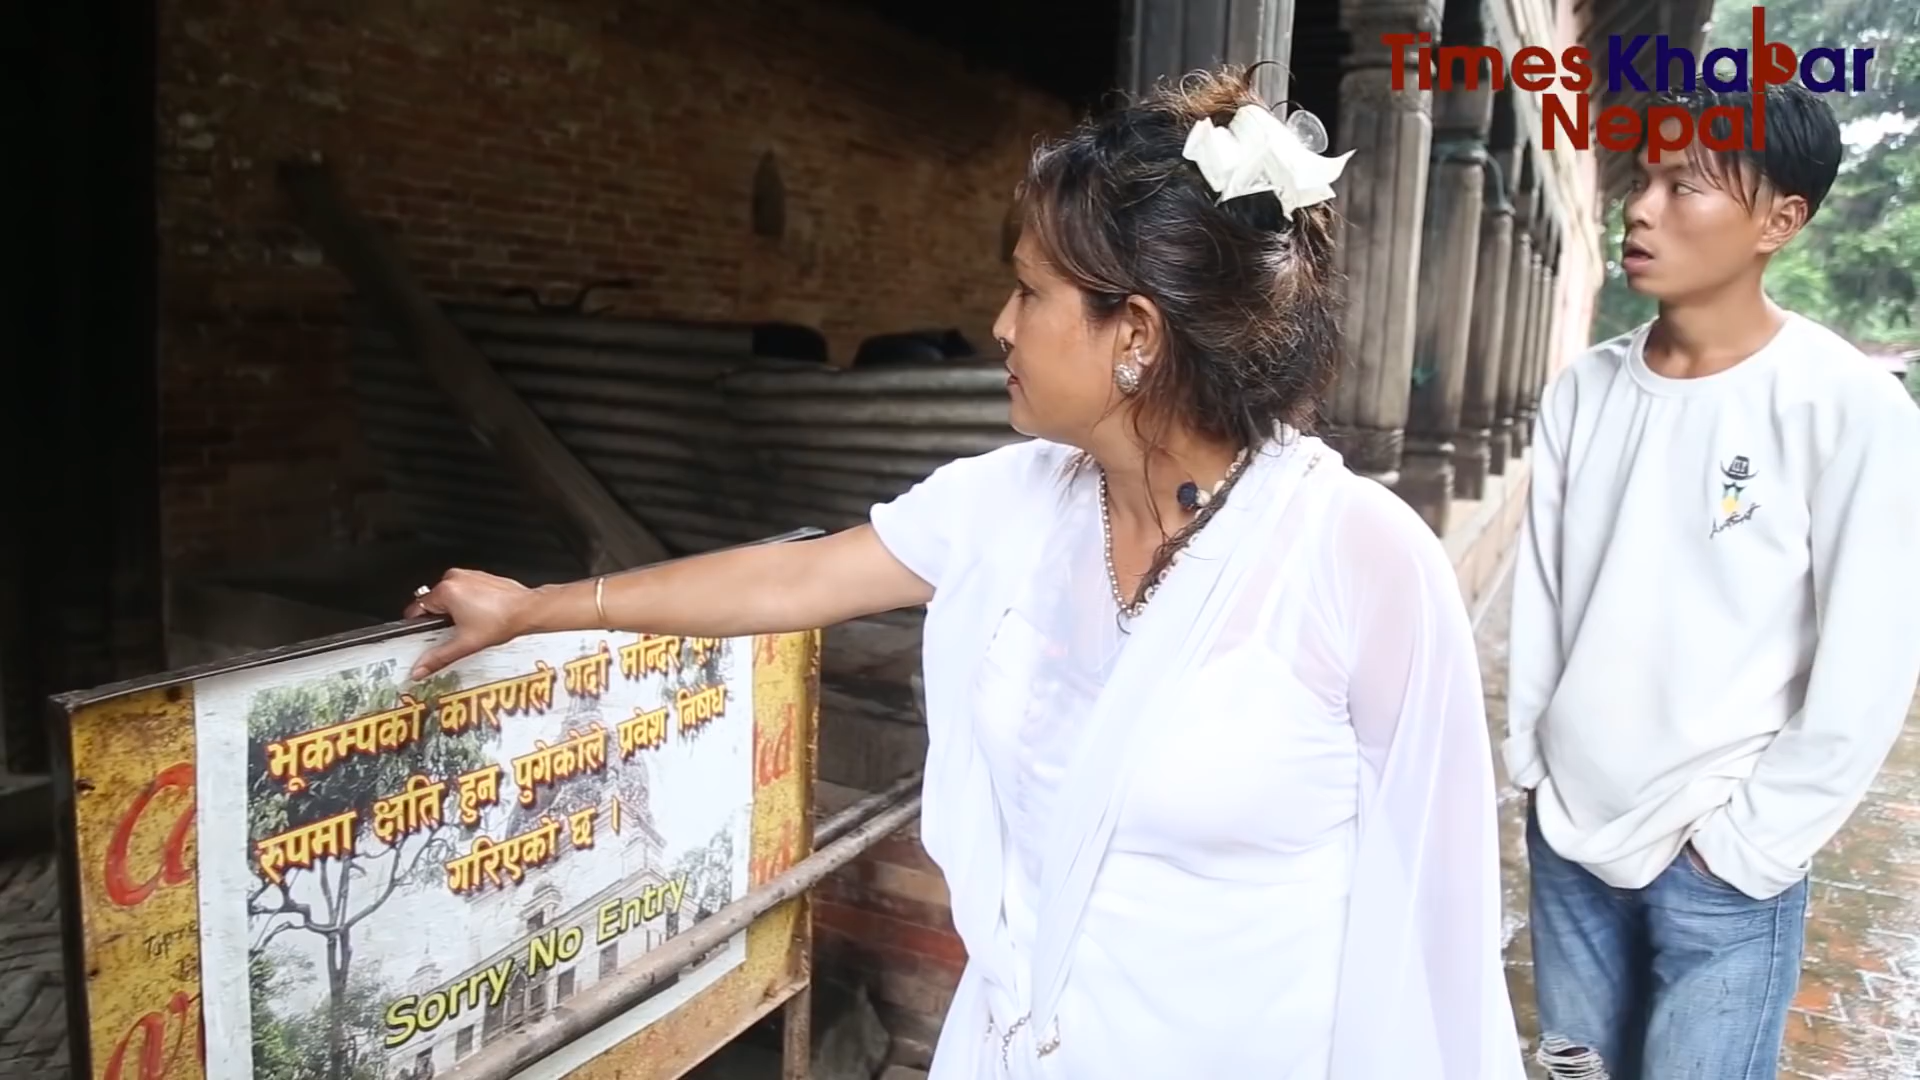 Times Khabar
Nepal
भूकम्पको कारणले गर्दा मन्दिर
रुपमा क्षति हुन पुगेकोले प्रवेश निषेध
गरिएको छ ।
Sorry No Entry